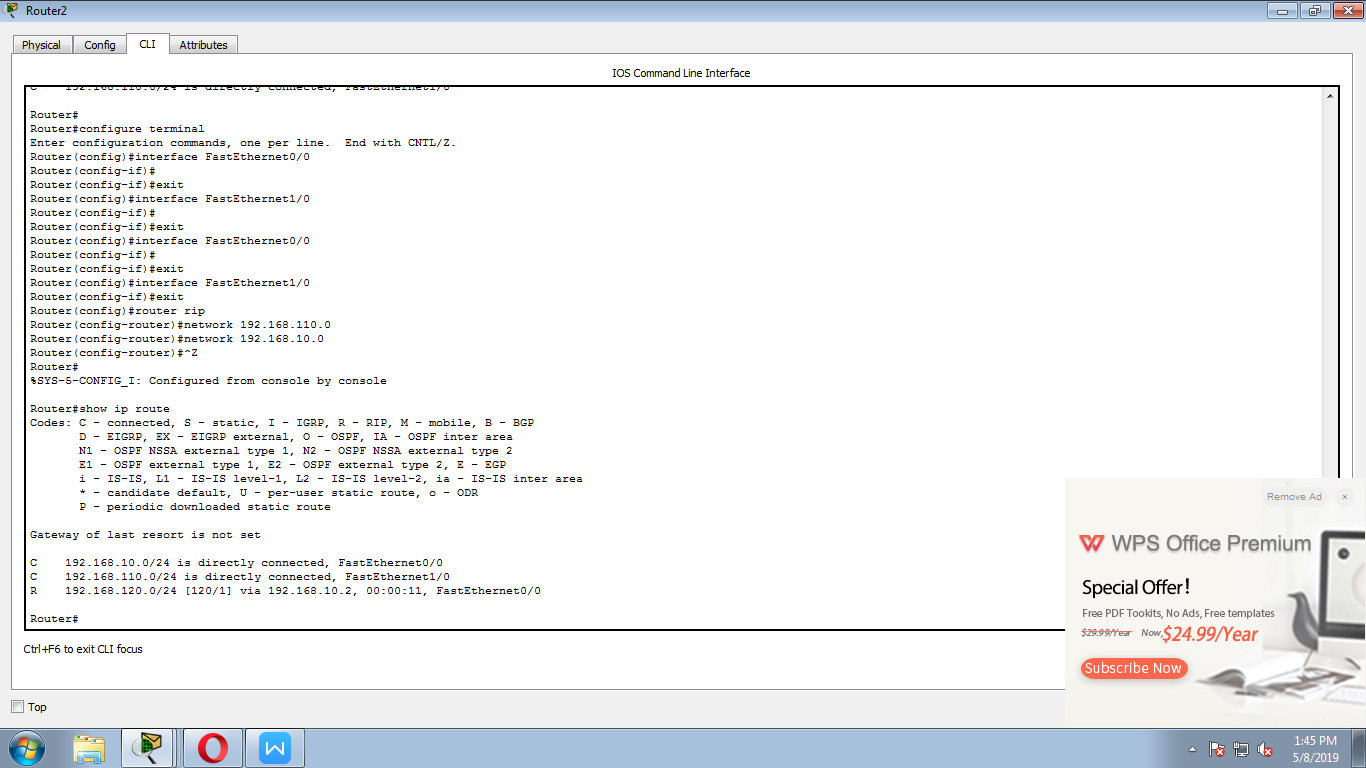 Router2
Physical Config CLI Attributes
IOS Command Line Interface
C    192.168.110.0/24 is directly connected, FastEthernet1/0
Router#
Router#configure terminal
Enter configuration commands, one per line.  End with CNTL/Z.
Router(config)#interface FastEthernet0/0
Router(config-if)#
Router(config-if)#exit
Router(config)#interface FastEthernet1/0
Router(config-if)#
Router(config-if)#exit
Router(config)#interface FastEthernet0/0
Router(config-if)#
Router(config-if)#exit
Router(config)#interface FastEthernet1/0
Router(config-if)#exit
Router(config)#router rip
Router(config-router)#network 192.168.110.0
Router(config-router)#network 192.168.10.0
Router(config-router)#^Z
Router#
%SYS-5-CONFIG_I: Configured from console by console
Router#show ip route
Codes: C - connected, S - static, I - IGRP, R - RIP, M - mobile, B - BGP
       D - EIGRP, EX - EIGRP external, O - OSPF, IA - OSPF inter area
       N1 - OSPF NSSA external type 1, N2 - OSPF NSSA external type 2
       E1 - OSPF external type 1, E2 - OSPF external type 2, E - EGP
       i - IS-IS, L1 - IS-IS level-1, L2 - IS-IS level-2, ia - IS-IS inter area
       * - candidate default, U - per-user static route, o - ODR
       P - periodic downloaded static route
Gateway of last resort is not set
C    192.168.10.0/24 is directly connected, FastEthernet0/0
C    192.168.110.0/24 is directly connected, FastEthernet1/0
R    192.168.120.0/24 [120/1] via 192.168.10.2, 00:00:11, FastEthernet0/0
Router#
Ctrl+F6 to exit CLI focus
Top
Remove Ad ×
WPS Office Premium
Special Offer!
Free PDF Tookits, No Ads, Free templates
$29.99/Year Now,$24.99/Year
Subscribe Now
1:45 PM
5/8/2019